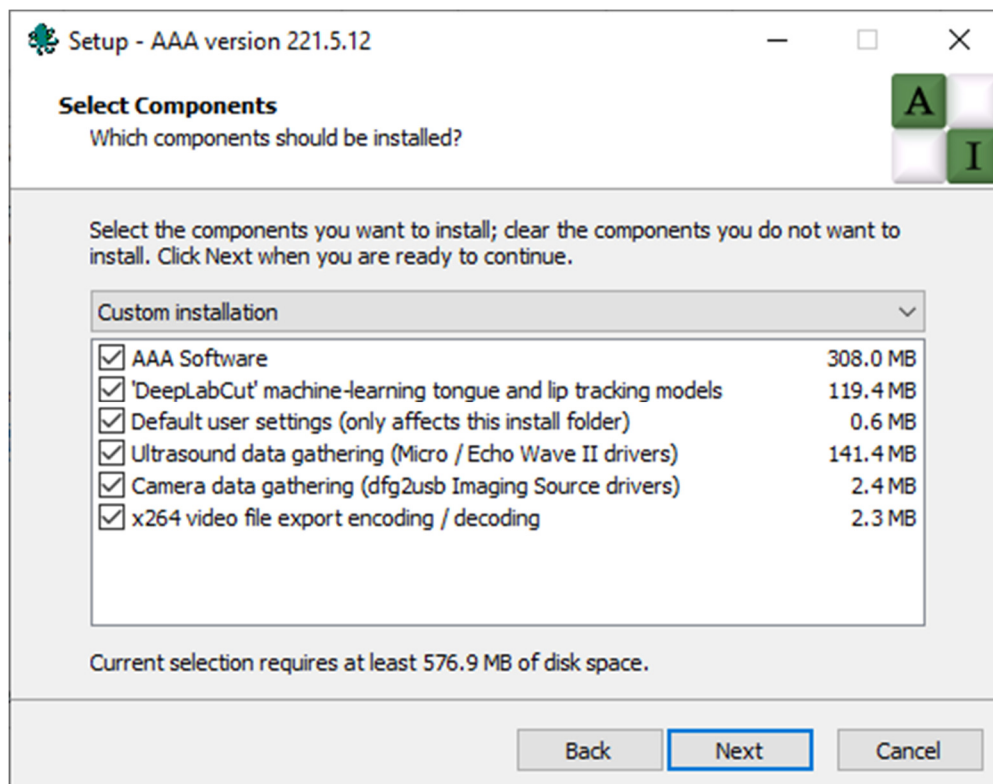 Setup - AAA version 221.5.12
Select Components
Which components should be installed?
A
I
Select the components you want to install; clear the components you do not want to
install. Click Next when you are ready to continue.
Custom installation
AAA Software 308.0 MB
'DeepLabCut' machine-learning tongue and lip tracking models 119.4 MB
Default user settings (only affects this install folder) 0.6 MB
Ultrasound data gathering (Micro / Echo Wave II drivers) 141.4 MB
Camera data gathering (dfg2usb Imaging Source drivers) 2.4 MB
x264 video file export encoding / decoding 2.3 MB
Current selection requires at least 576.9 MB of disk space.
Back Next Cancel